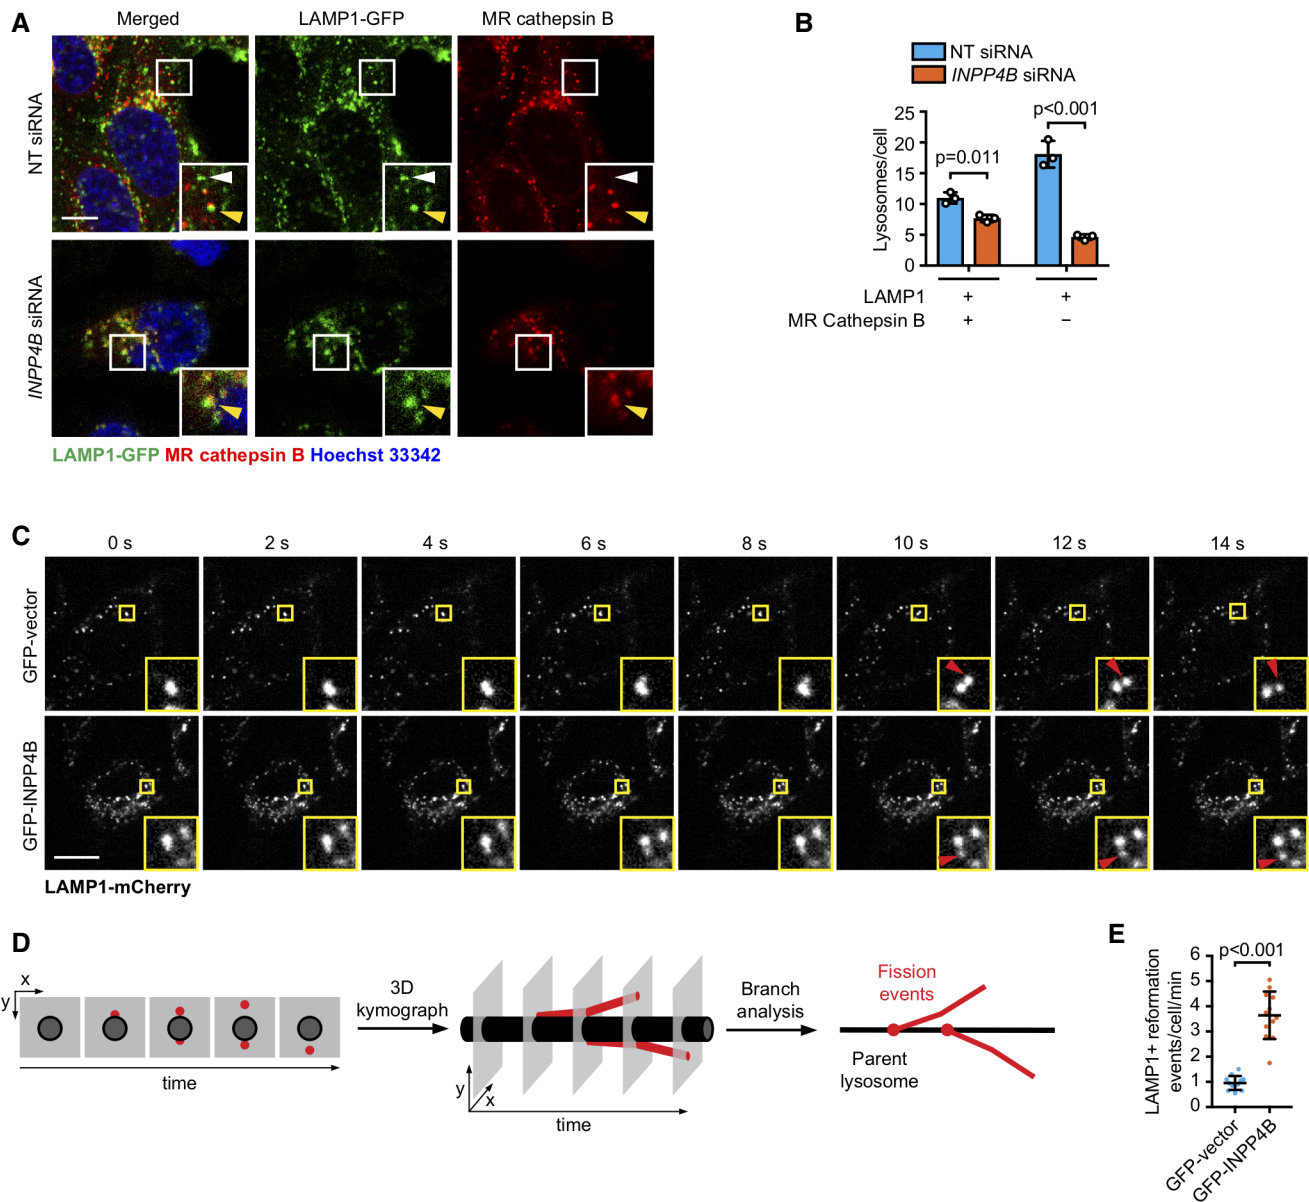 A
Merged
LAMP1-GFP
MR cathepsin B
NT siRNA
INPP4B siRNA
LAMP1-GFP MR cathepsin B Hoechst 33342
B
NT siRNA
INPP4B siRNA
Lysosomes/cell
25
20
15
10
5
0
p=0.011
p<0.001
LAMP1 + +
MR Cathepsin B + −
C
0 s 2 s 4 s 6 s 8 s 10 s 12 s 14 s
GFP-vector
GFP-INPP4B
LAMP1-mCherry
D
x
y
time
3D
kymograph
y
x
time
Branch
analysis
Fission
events
Parent
lysosome
E
LAMP1+ reformation
events/cell/min
6
5
4
3
2
1
0
p<0.001
GFP-vector
GFP-INPP4B